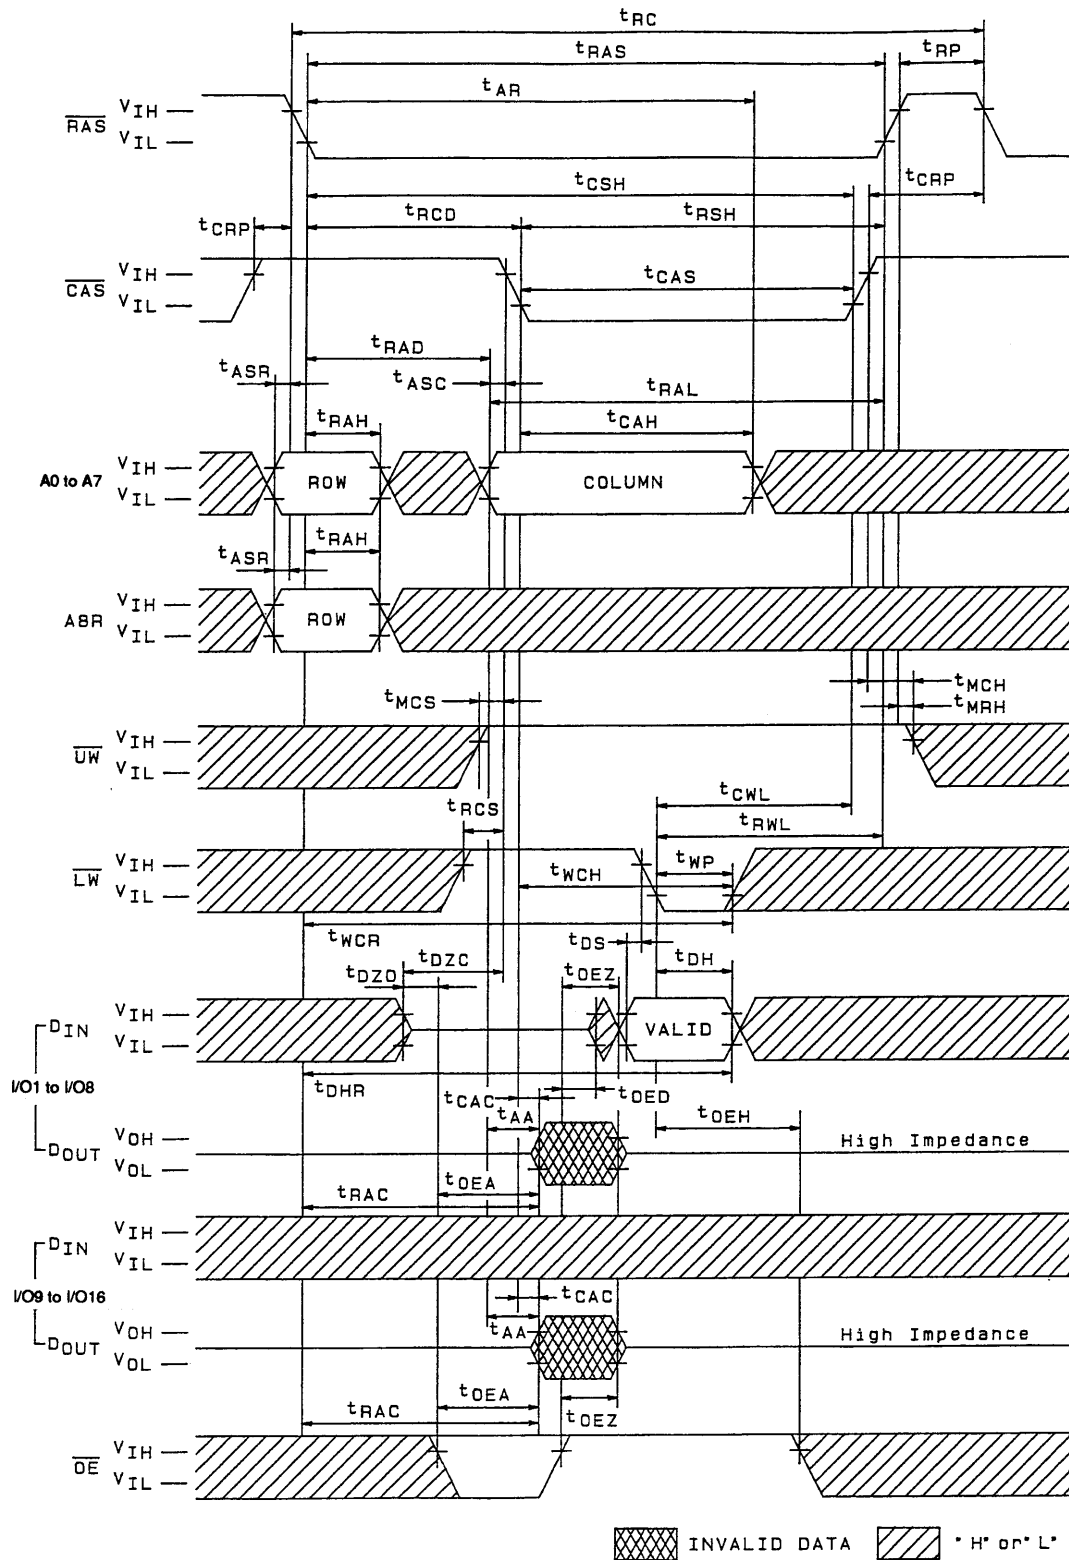 tRC
tRAS
tRP
tAR
RAS
VIH
VIL
tCSH
tCRP
tCRP
tRCD
tRSH
CAS
VIH
VIL
tCAS
tRAD
tASR
tASC
tRAL
tRAH
tCAH
A0 to A7
VIH
VIL
ROW
COLUMN
tASR
tRAH
A8R
VIH
VIL
ROW
tMCS
tMCH
tMRH
UW
VIH
VIL
tCWL
tRCS
tRWL
LW
VIH
VIL
tWCH
tWP
tWCR
tDS
tDZC
tDZO
tOEZ
tDH
DIN
VIH
VIL
VALID
I/O1 to I/O8
tDHR
tCAC
tOED
tAA
tOEH
DOUT
VOH
VOL
High Impedance
tOEA
tRAC
DIN
VIH
VIL
I/O9 to I/O16
tCAC
tAA
DOUT
VOH
VOL
High Impedance
tOEA
tRAC
tOEZ
OE
VIH
VIL
INVALID DATA
"H" or "L"